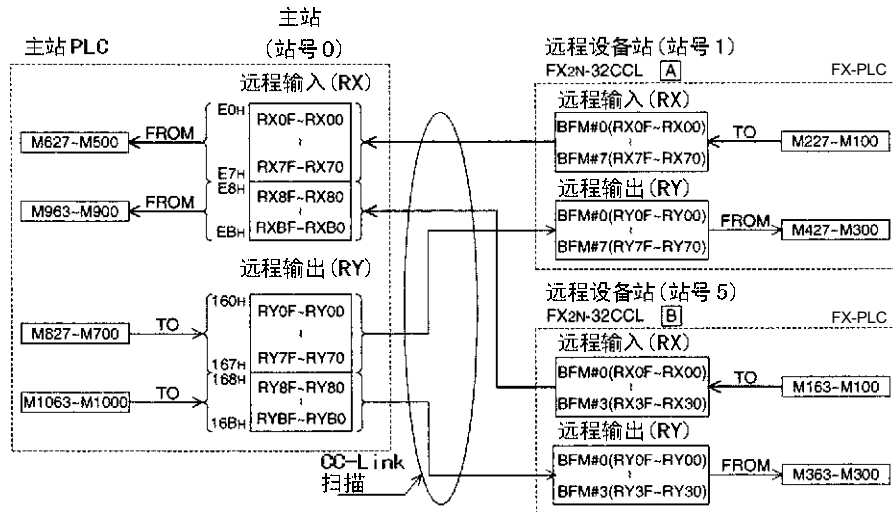 主站
(站号0)
主站PLC
远程输入(RX)
E0H
RX0F~RX00
~
RX7F~RX70
E7H
E8H
RX8F~RX80
~
RXBF~RXB0
EBH
M627~M500
FROM
M963~M900
FROM
远程输出(RY)
160H
RY0F~RY00
~
RY7F~RY70
167H
168H
RY8F~RY80
~
RYBF~RYB0
16BH
M827~M700
TO
M1063~M1000
TO
CC-Link
扫描
远程设备站(站号1)
FX2N-32CCL A FX-PLC
远程输入(RX)
BFM#0(RX0F~RX00)
~
BFM#7(RX7F~RX70)
TO
M227~M100
远程输出(RY)
BFM#0(RY0F~RY00)
~
BFM#7(RY7F~RY70)
FROM
M427~M300
远程设备站(站号5)
FX2N-32CCL B FX-PLC
远程输入(RX)
BFM#0(RX0F~RX00)
~
BFM#3(RX3F~RX30)
TO
M163~M100
远程输出(RY)
BFM#0(RY0F~RY00)
~
BFM#3(RY3F~RY30)
FROM
M363~M300